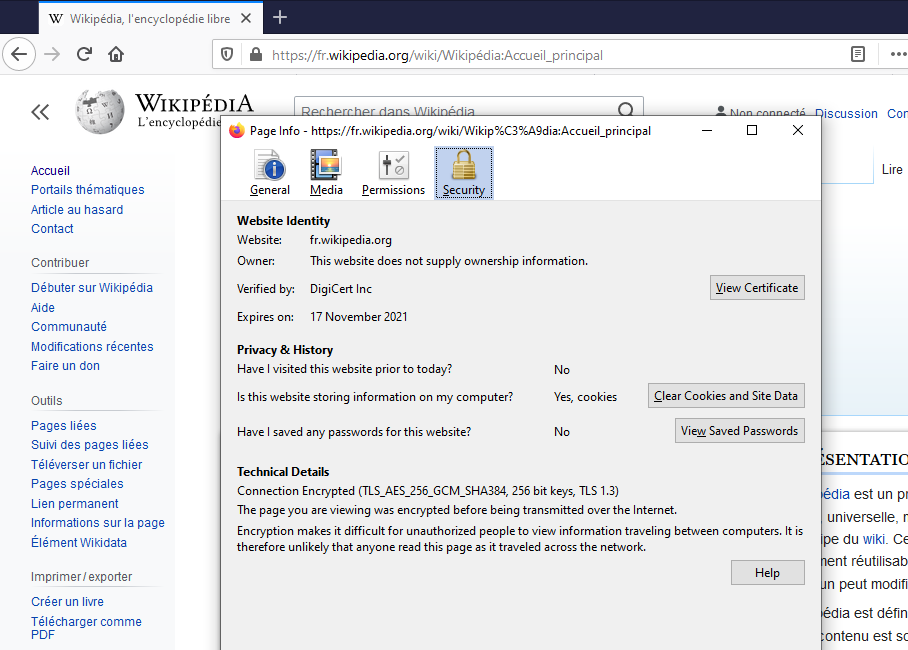 Wikipédia, l'encyclopédie libre
https://fr.wikipedia.org/wiki/Wikipédia:Accueil_principal
WIKIPÉDIA
L'encyclopédie
Rechercher dans Wikipédia
Non connecté Discussion
Page Info - https://fr.wikipedia.org/wiki/Wikip%C3%A9dia:Accueil_principal
General Media Permissions Security
Lire
Accueil
Portails thématiques
Article au hasard
Contact
Contribuer
Débuter sur Wikipédia
Aide
Communauté
Modifications récentes
Faire un don
Outils
Pages liées
Suivi des pages liées
Téléverser un fichier
Pages spéciales
Lien permanent
Informations sur la page
Élément Wikidata
Imprimer / exporter
Créer un livre
Télécharger comme
PDF
Website Identity
Website: fr.wikipedia.org
Owner: This website does not supply ownership information.
Verified by: DigiCert Inc View Certificate
Expires on: 17 November 2021
Privacy & History
Have I visited this website prior to today? No
Is this website storing information on my computer? Yes, cookies Clear Cookies and Site Data
Have I saved any passwords for this website? No View Saved Passwords
Technical Details
Connection Encrypted (TLS_AES_256_GCM_SHA384, 256 bit keys, TLS 1.3)
The page you are viewing was encrypted before being transmitted over the Internet.
Encryption makes it difficult for unauthorized people to view information traveling between computers. It is
therefore unlikely that anyone read this page as it traveled across the network.
Help
ÉSENTATIO
édia est un pr
universelle, m
ipe du wiki. Ce
ment réutilisab
un peut modifi
édia est défin
contenu est so